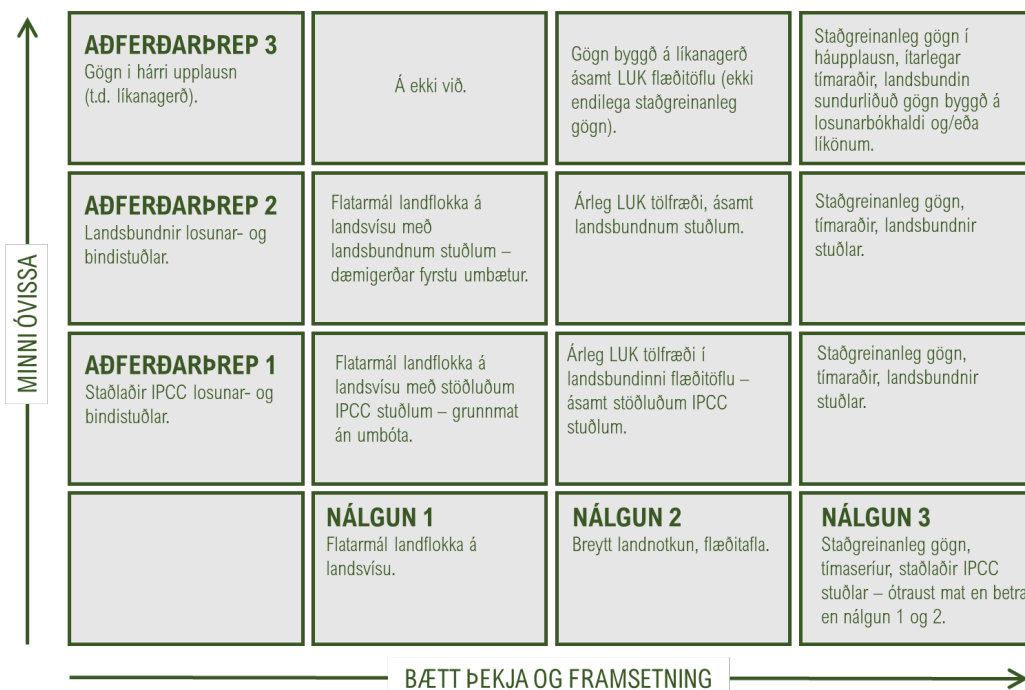 AÐFERÐARÞREP 3
Gögn i hárri upplausn
(t.d. líkanagerð).
Á ekki við.
Gögn byggð á líkanagerð
ásamt LUK flæðitöflu (ekki
endilega staðgreinanleg
gögn).
Staðgreinanleg gögn í
háupplausn, ítarlegar
tímaraðir, landsbundin
sundurliðuð gögn byggð á
losunarbókhaldi og/eða
líkönum.
AÐFERÐARÞREP 2
Landsbundnir losunar- og
bindistuðlar.
Flatarmál landflokka á
landsvísu með
landsbundnum stuðlum –
dæmigerðar fyrstu umbætur.
Árleg LUK tölfræði, ásamt
landsbundnum stuðlum.
Staðgreinanleg gögn,
tímaraðir, landsbundnir
stuðlar.
MINNI ÓVISSA
AÐFERÐARÞREP 1
Staðlaðir IPCC losunar- og
bindistuðlar.
Flatarmál landflokka á
landsvísu með stöðluðum
IPCC stuðlum – grunnmat
án umbóta.
Árleg LUK tölfræði í
landsbundinni flæðitöflu –
ásamt stöðluðum IPCC
stuðlum.
Staðgreinanleg gögn,
tímaraðir, landsbundnir
stuðlar.
NÁLGUN 1
Flatarmál landflokka á
landsvísu.
NÁLGUN 2
Breytt landnotkun, flæðitafla.
NÁLGUN 3
Staðgreinanleg gögn,
tímaseríur, staðlaðir IPCC
stuðlar – ótraust mat en betra
en nálgun 1 og 2.
BÆTT ÞEKJA OG FRAMSETNING